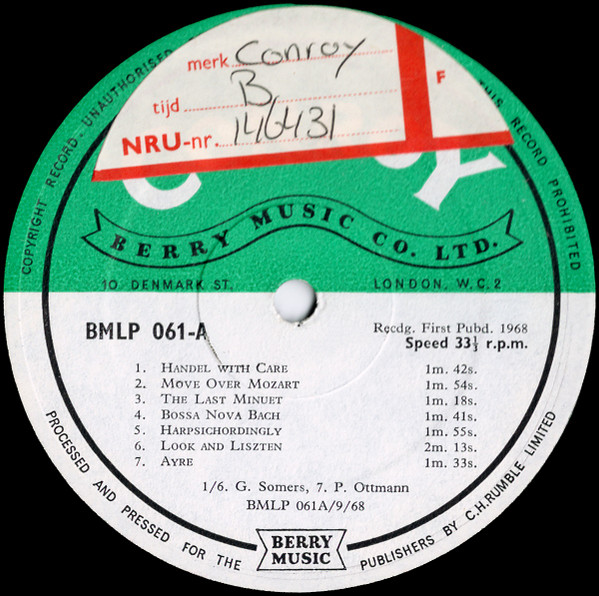 COPYRIGHT RECORD. UNAUTHORISED
THIS RECORD PROHIBITED
merk Conroy
tijd B
NRU-nr. 146431
F
BERRY MUSIC CO. LTD.
10 DENMARK ST. LONDON, W.C.2
BMLP 061-A
Recdg. First Pubd. 1968
Speed 33⅓ r.p.m.
1. HANDEL WITH CARE 1m. 42s.
2. MOVE OVER MOZART 1m. 54s.
3. THE LAST MINUET 1m. 18s.
4. BOSSA NOVA BACH 1m. 41s.
5. HARPSICHORDINGLY 1m. 55s.
6. LOOK AND LISZTEN 2m. 13s.
7. AYRE 1m. 33s.
1/6. G. Somers, 7. P. Ottmann
BMLP 061A/9/68
PROCESSED AND PRESSED FOR THE PUBLISHERS BY C.H.RUMBLE LIMITED
BERRY
MUSIC